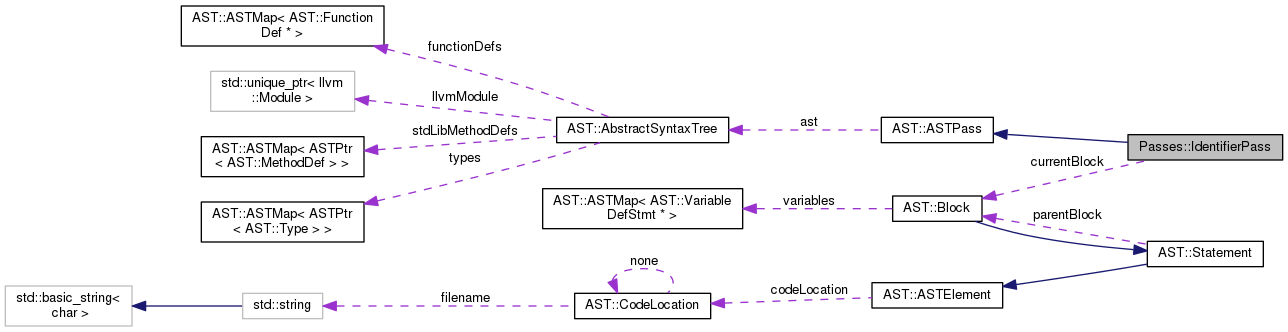 AST::ASTMap< AST::Function
Def * >
functionDefs
std::unique_ptr< llvm
::Module >
llvmModule
AST::AbstractSyntaxTree
ast
AST::ASTPass
stdLibMethodDefs
AST::ASTMap< ASTPtr
< AST::MethodDef > >
types
AST::ASTMap< ASTPtr
< AST::Type > >
Passes::IdentifierPass
currentBlock
AST::ASTMap< AST::Variable
DefStmt * >
variables
AST::Block
parentBlock
AST::Statement
none
codeLocation
AST::ASTElement
std::basic_string<
char >
std::string
filename
AST::CodeLocation